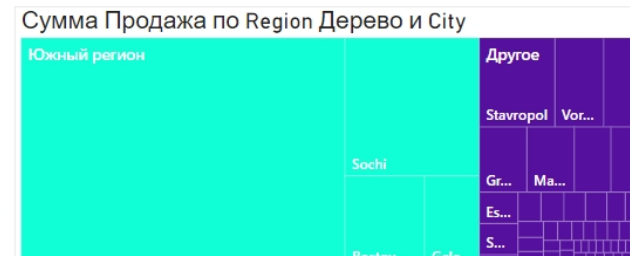 Сумма Продажа по Region Дерево и City
Южный регион
Другое
Stavropol Vor...
Sochi
Gr... Ma...
Es...
S...